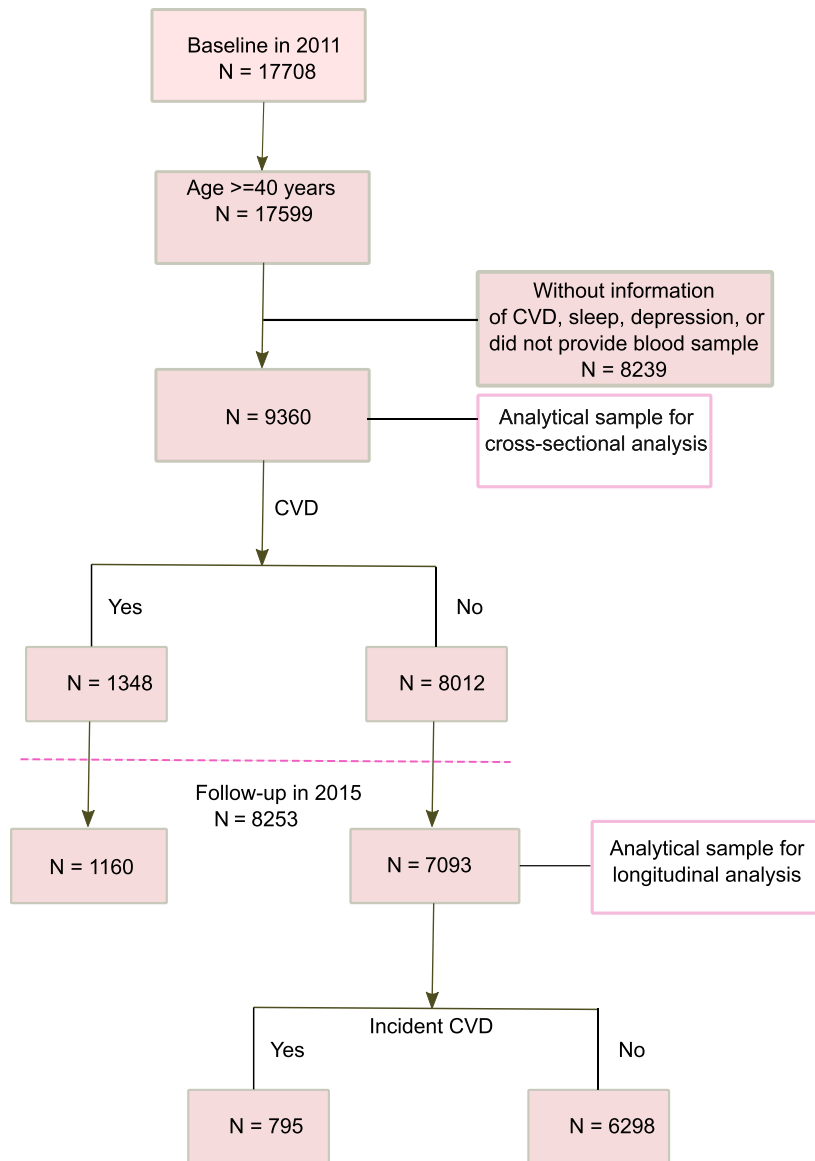 Baseline in 2011
N = 17708
Age >=40 years
N = 17599
Without information
of CVD, sleep, depression, or
did not provide blood sample
N = 8239
N = 9360
Analytical sample for
cross-sectional analysis
CVD
Yes
No
N = 1348
N = 8012
Follow-up in 2015
N = 8253
N = 1160
N = 7093
Analytical sample for
longitudinal analysis
Incident CVD
Yes
No
N = 795
N = 6298